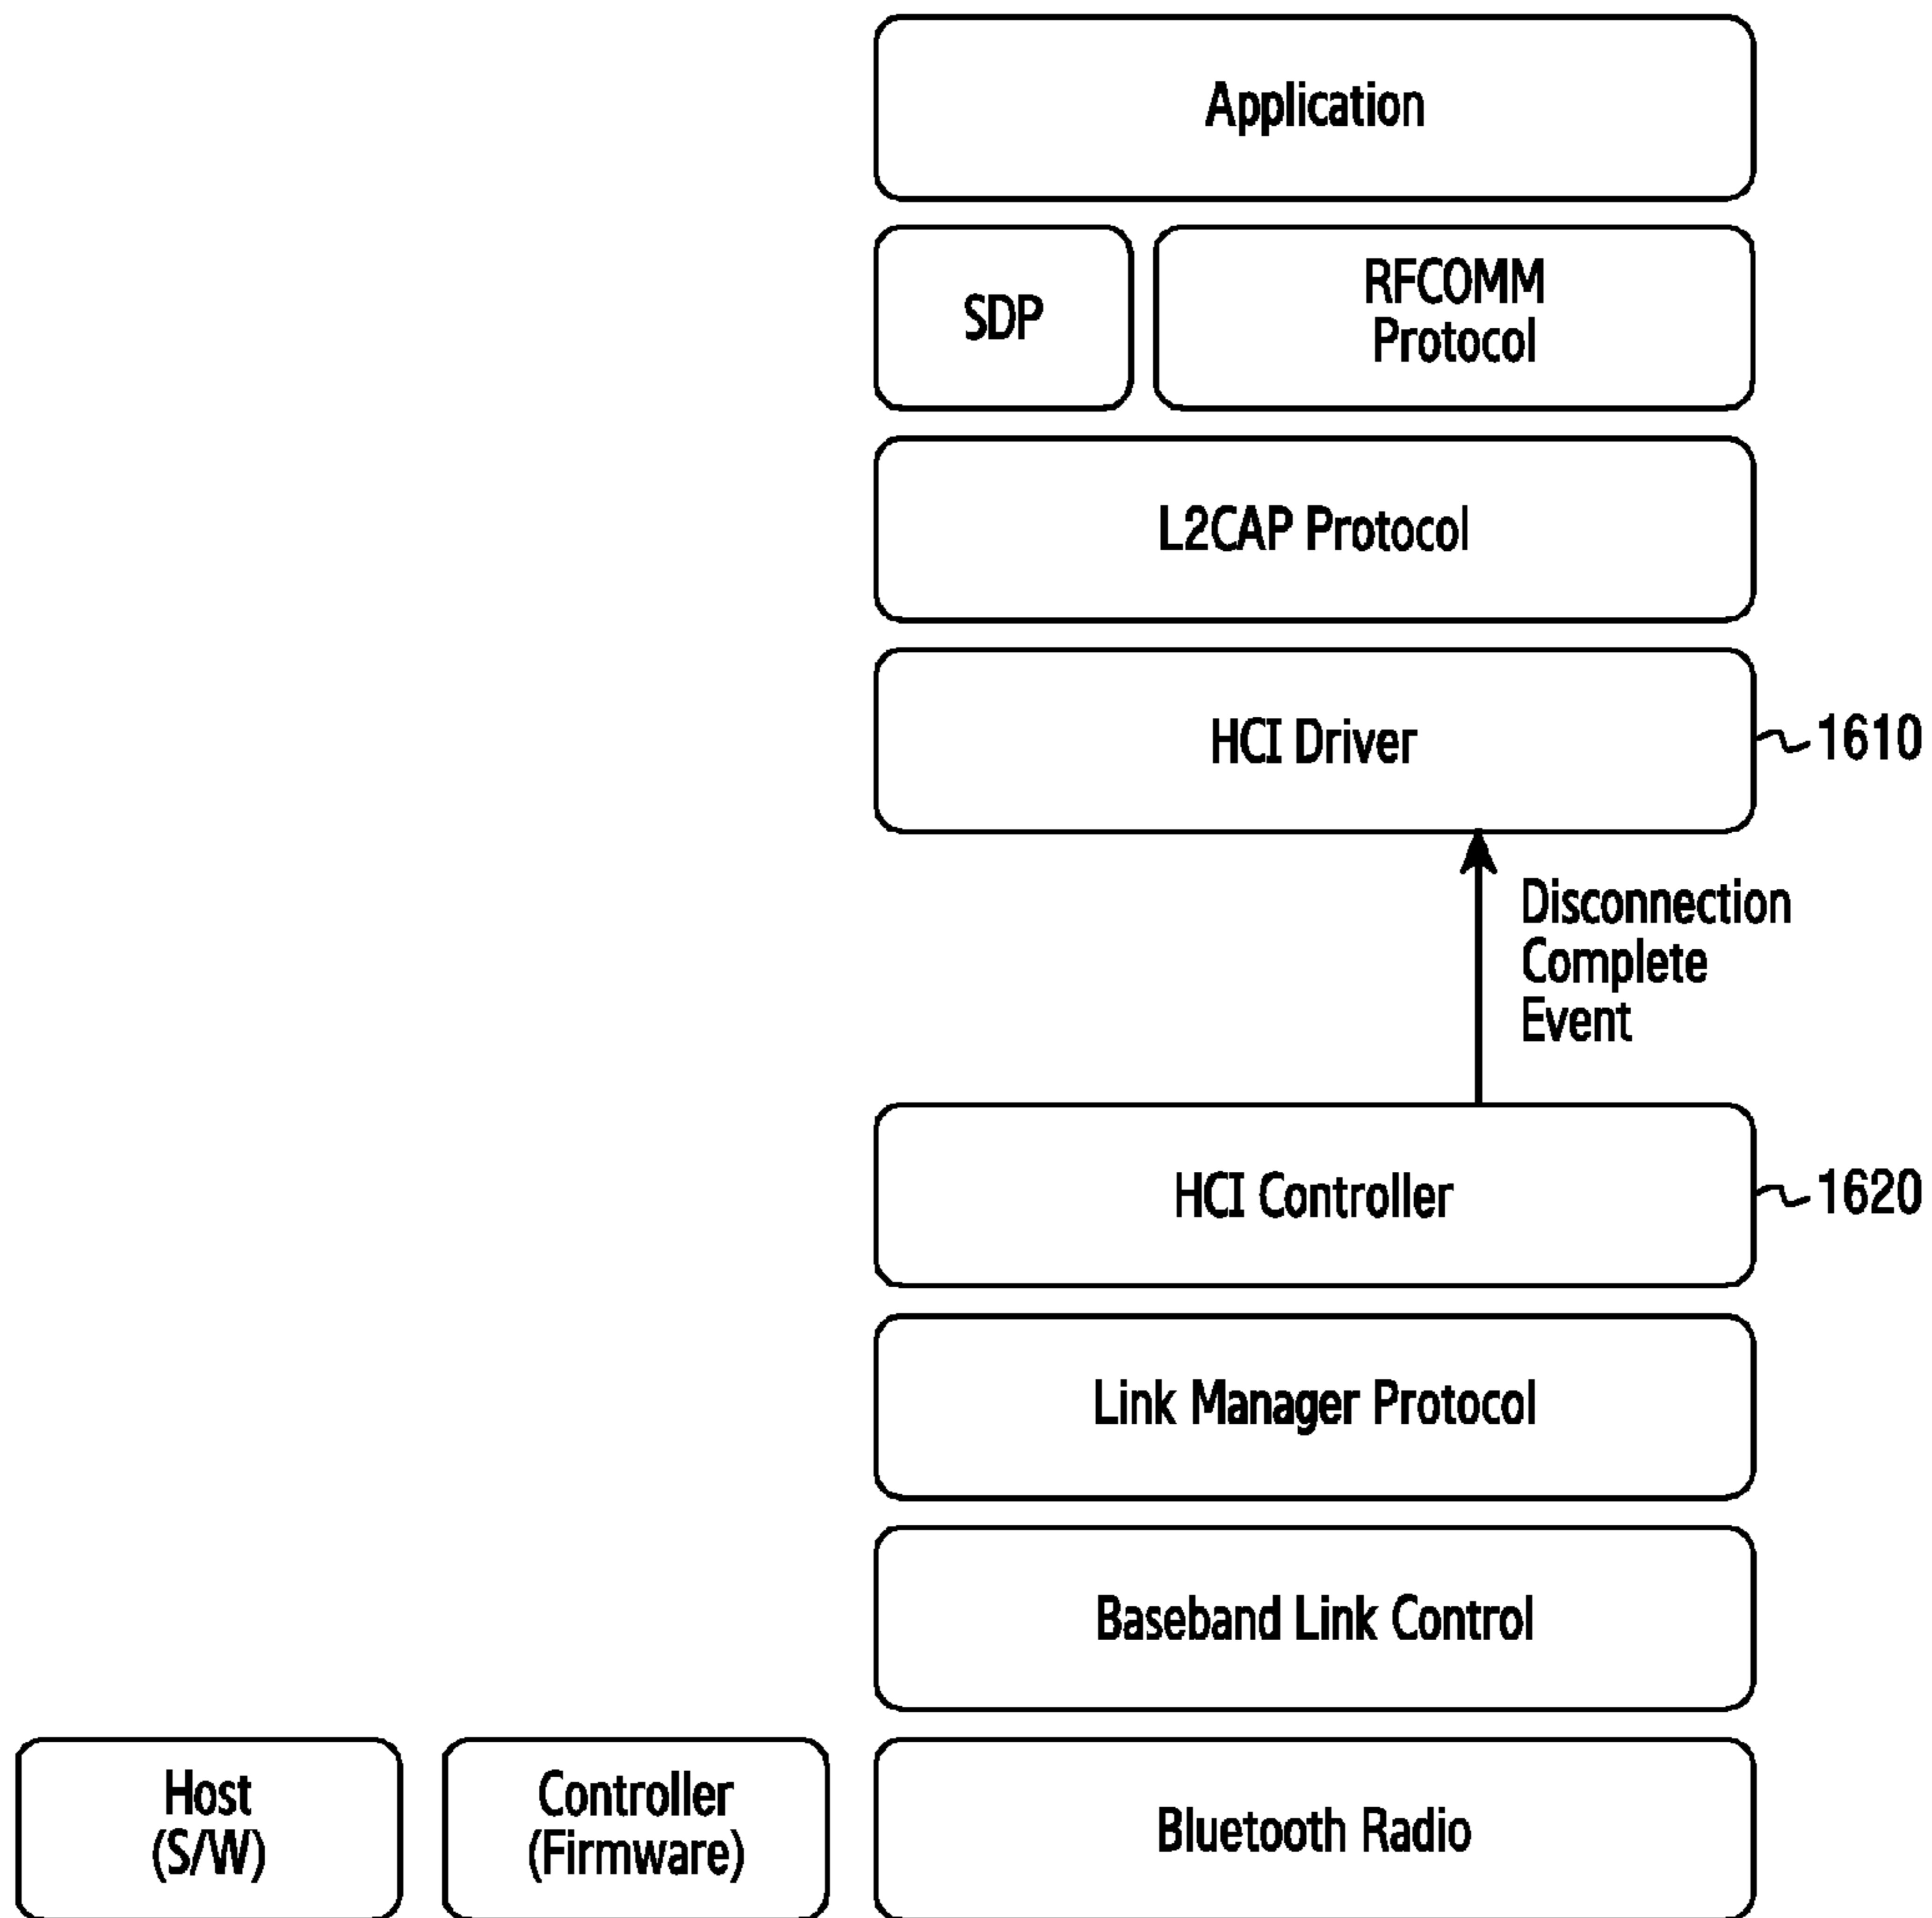 Application
SDP
RFCOMM
Protocol
L2CAP Protocol
HCI Driver
1610
Disconnection
Complete
Event
HCI Controller
1620
Link Manager Protocol
Baseband Link Control
Host
(S/W)
Controller
(Firmware)
Bluetooth Radio